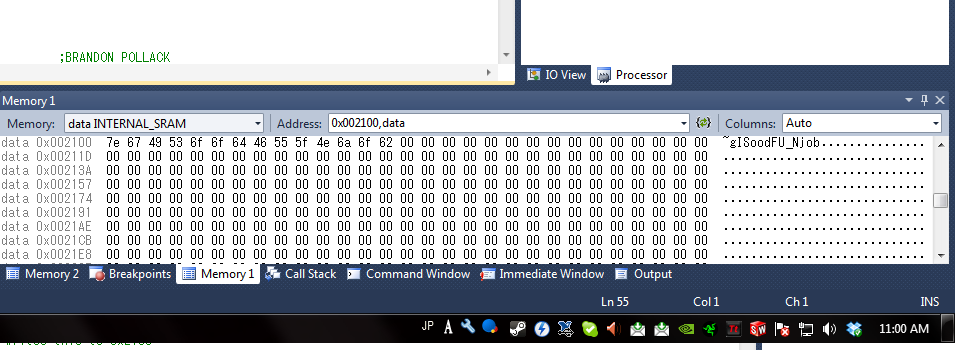 ;BRANDON POLLACK
IO View Processor
Memory 1
Memory: data INTERNAL_SRAM Address: 0x002100,data Columns: Auto
data 0x002100 7e 67 49 53 6f 6f 64 46 55 5f 4e 6a 6f 62 00 00 00 00 00 00 00 00 00 00 00 00 00 00 00 ~gISoodFU_Njob...............
data 0x00211D 00 00 00 00 00 00 00 00 00 00 00 00 00 00 00 00 00 00 00 00 00 00 00 00 00 00 00 00 00 .............................
data 0x00213A 00 00 00 00 00 00 00 00 00 00 00 00 00 00 00 00 00 00 00 00 00 00 00 00 00 00 00 00 00 .............................
data 0x002157 00 00 00 00 00 00 00 00 00 00 00 00 00 00 00 00 00 00 00 00 00 00 00 00 00 00 00 00 00 .............................
data 0x002174 00 00 00 00 00 00 00 00 00 00 00 00 00 00 00 00 00 00 00 00 00 00 00 00 00 00 00 00 00 .............................
data 0x002191 00 00 00 00 00 00 00 00 00 00 00 00 00 00 00 00 00 00 00 00 00 00 00 00 00 00 00 00 00 .............................
data 0x0021AE 00 00 00 00 00 00 00 00 00 00 00 00 00 00 00 00 00 00 00 00 00 00 00 00 00 00 00 00 00 .............................
data 0x0021CB 00 00 00 00 00 00 00 00 00 00 00 00 00 00 00 00 00 00 00 00 00 00 00 00 00 00 00 00 00 .............................
data 0x0021E8 00 00 00 00 00 00 00 00 00 00 00 00 00 00 00 00 00 00 00 00 00 00 00 00 00 00 00 00 00 .............................
Memory 2 Breakpoints Memory 1 Call Stack Command Window Immediate Window Output
Ln 55 Col 1 Ch 1 INS
JP A 11:00 AM